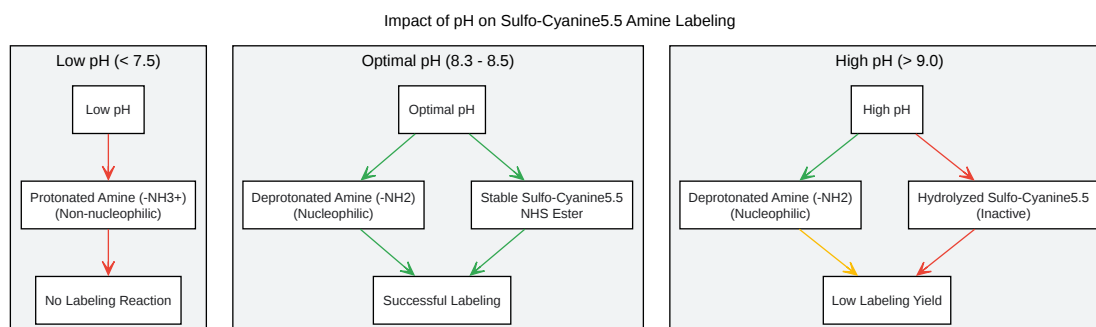 Impact of pH on Sulfo-Cyanine5.5 Amine Labeling
Low pH (< 7.5)
Low pH
Protonated Amine (-NH3+)
(Non-nucleophilic)
No Labeling Reaction
Optimal pH (8.3 - 8.5)
Optimal pH
Deprotonated Amine (-NH2)
(Nucleophilic)
Stable Sulfo-Cyanine5.5
NHS Ester
Successful Labeling
High pH (> 9.0)
High pH
Deprotonated Amine (-NH2)
(Nucleophilic)
Hydrolyzed Sulfo-Cyanine5.5
(Inactive)
Low Labeling Yield